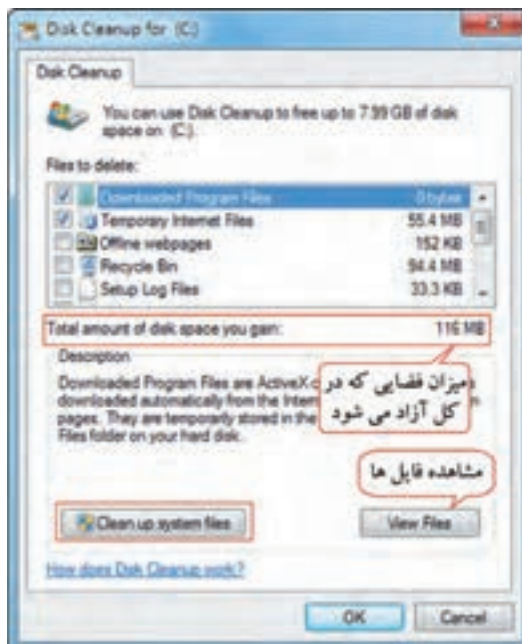 Disk Cleanup for (C:)
Disk Cleanup
You can use Disk Cleanup to free up to 7.99 GB of disk
space on (C:).
Files to delete:
Downloaded Program Files 0 bytes
Temporary Internet Files 55.4 MB
Offline webpages 152 KB
Recycle Bin 94.4 MB
Setup Log Files 33.3 KB
Total amount of disk space you gain: 116 MB
Description
میزان فضایی که در
کل آزاد می شود
Downloaded Program Files are ActiveX
downloaded automatically from the
pages. They are temporarily stored in the
Files folder on your hard disk.
مشاهده فایل ها
Clean up system files
View Files
How does Disk Cleanup work?
OK
Cancel